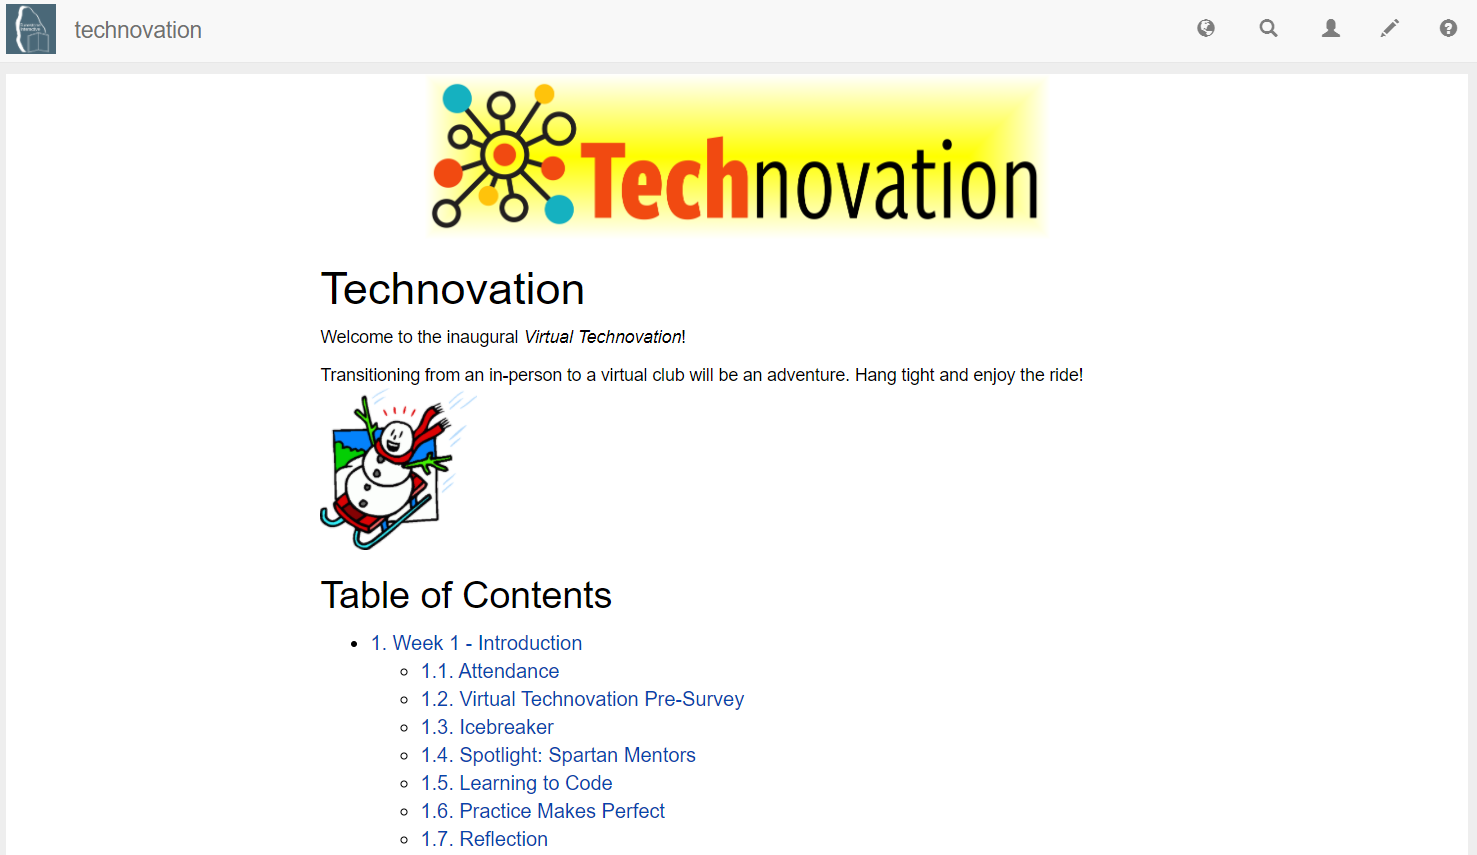 technovation
Technovation
Technovation
Welcome to the inaugural Virtual Technovation!
Transitioning from an in-person to a virtual club will be an adventure. Hang tight and enjoy the ride!
Table of Contents
1. Week 1 - Introduction
1.1. Attendance
1.2. Virtual Technovation Pre-Survey
1.3. Icebreaker
1.4. Spotlight: Spartan Mentors
1.5. Learning to Code
1.6. Practice Makes Perfect
1.7. Reflection